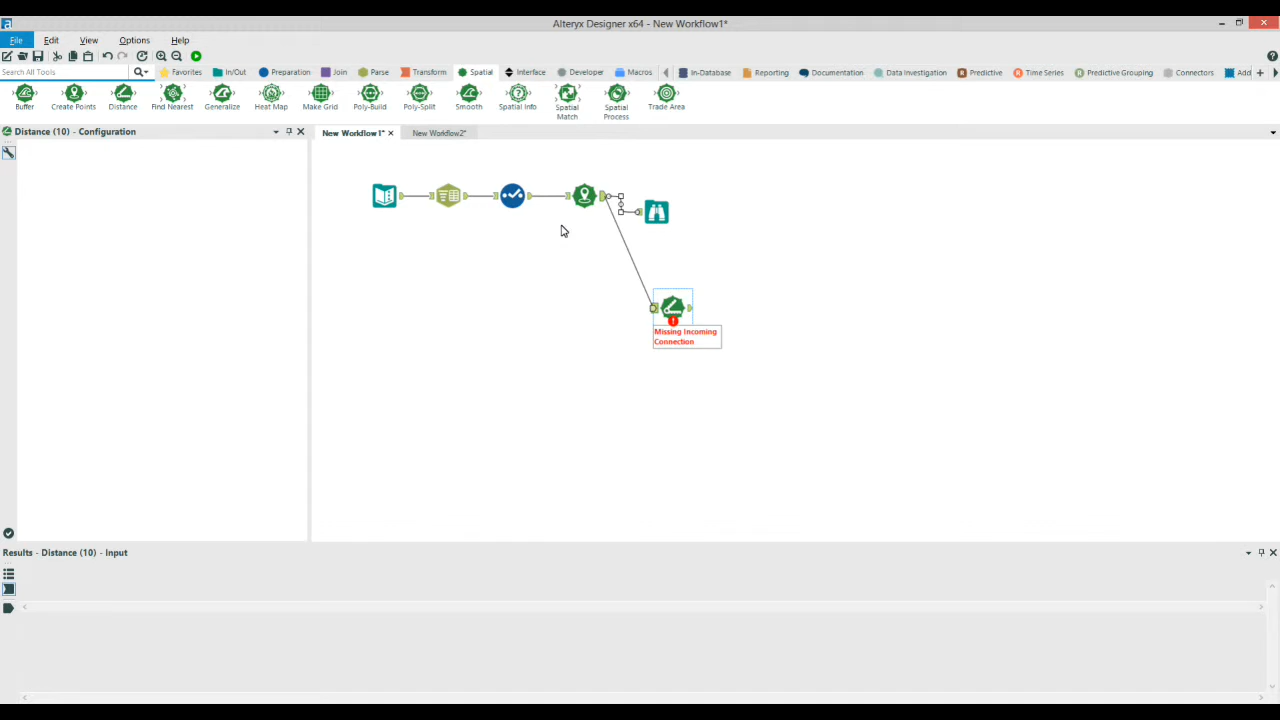 Alteryx Designer x64 - New Workflow1*
File Edit View Options Help
Search All Tools Favorites In/Out Preparation Join Parse Transform Spatial Interface Developer Macros In-Database Reporting Documentation Data Investigation Predictive Time Series Predictive Grouping Connectors Add
Buffer Create Points Distance Find Nearest Generalize Heat Map Make Grid Poly-Build Poly-Split Smooth Spatial Info Spatial Match Spatial Process Trade Area
Distance (10) - Configuration
New Workflow1* New Workflow2*
Missing Incoming
Connection
Results - Distance (10) - Input